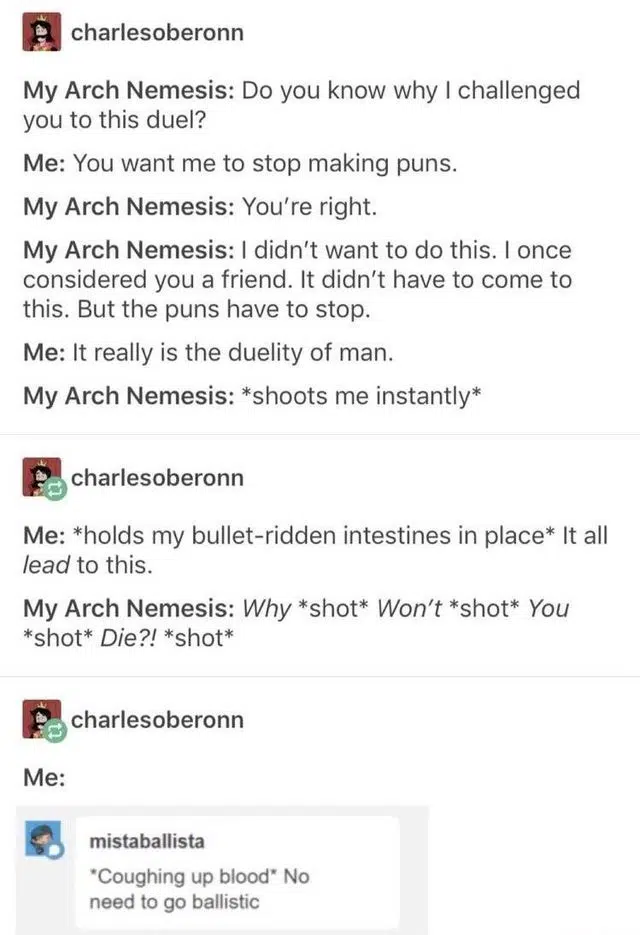 charlesoberonn
My Arch Nemesis: Do you know why I challenged
you to this duel?
Me: You want me to stop making puns.
My Arch Nemesis: You're right.
My Arch Nemesis: I didn't want to do this. I once
considered you a friend. It didn't have to come to
this. But the puns have to stop.
Me: It really is the duelity of man.
My Arch Nemesis: *shoots me instantly*
charlesoberonn
Me: *holds my bullet-ridden intestines in place* It all
lead to this.
My Arch Nemesis: Why *shot* Won't *shot* You
*shot* Die?! *shot*
charlesoberonn
Me:
mistaballista
*Coughing up blood* No
need to go ballistic